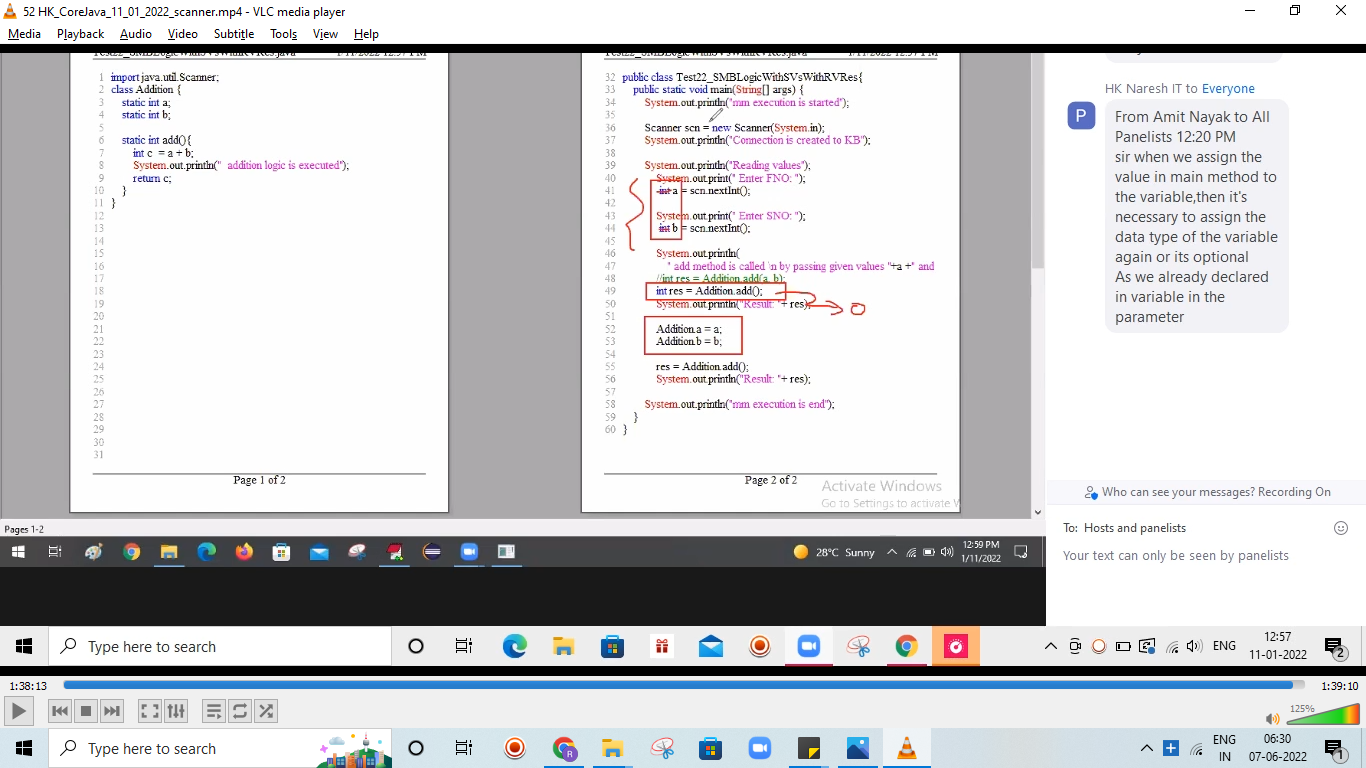 52 HK_CoreJava_11_01_2022_scanner.mp4 - VLC media player
Media Playback Audio Video Subtitle Tools View Help
1 import java.util.Scanner;
2 class Addition {
3 static int a;
4 static int b;
5
6 static int add(){
7 int c = a + b;
8 System.out.println(" addition logic is executed");
9 return c;
10 }
11 }
12
13
14
15
16
17
18
19
20
21
22
23
24
25
26
27
28
29
30
31
Page 1 of 2
32 public class Test22_SMBLogicWithSVsWithRVRes{
33 public static void main(String[] args) {
34 System.out.println("mm execution is started");
35
36 Scanner scn = new Scanner(System.in);
37 System.out.println("Connection is created to KB");
38
39 System.out.println("Reading values");
40 System.out.print(" Enter FNO: ");
41 int a = scn.nextInt();
42
43 System.out.print(" Enter SNO: ");
44 int b = scn.nextInt();
45
46 System.out.println(
47 " add method is called \n by passing given values "+a +" and
48 //int res = Addition.add(a, b);
49 int res = Addition.add();
50 System.out.println("Result: "+ res);
0
51
52 Addition.a = a;
53 Addition.b = b;
54
55 res = Addition.add();
56 System.out.println("Result: "+ res);
57
58 System.out.println("mm execution is end");
59 }
60 }
Page 2 of 2
Activate Windows
Go to Settings to activate W
Pages 1-2
28°C Sunny
12:59 PM
1/11/2022
HK Naresh IT to Everyone
P
From Amit Nayak to All
Panelists 12:20 PM
sir when we assign the
value in main method to
the variable,then it's
necessary to assign the
data type of the variable
again or its optional
As we already declared
in variable in the
parameter
Who can see your messages? Recording On
To: Hosts and panelists
Your text can only be seen by panelists
Type here to search
ENG
12:57
11-01-2022
2
1:38:13
1:39:10
125%
Type here to search
R
ENG
IN
06:30
07-06-2022
1